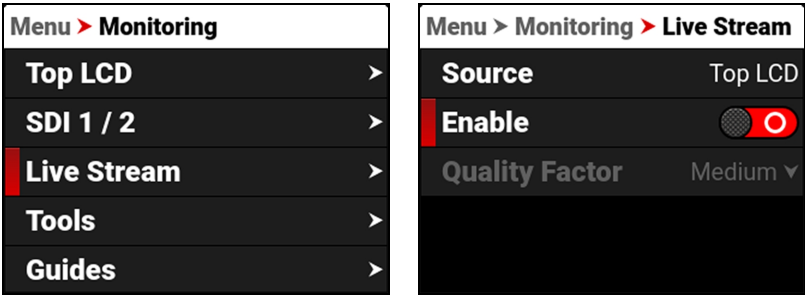 Menu ➤ Monitoring
Top LCD
SDI 1 / 2
Live Stream
Tools
Guides
Menu ➤ Monitoring ➤ Live Stream
Source Top LCD
Enable
Quality Factor Medium